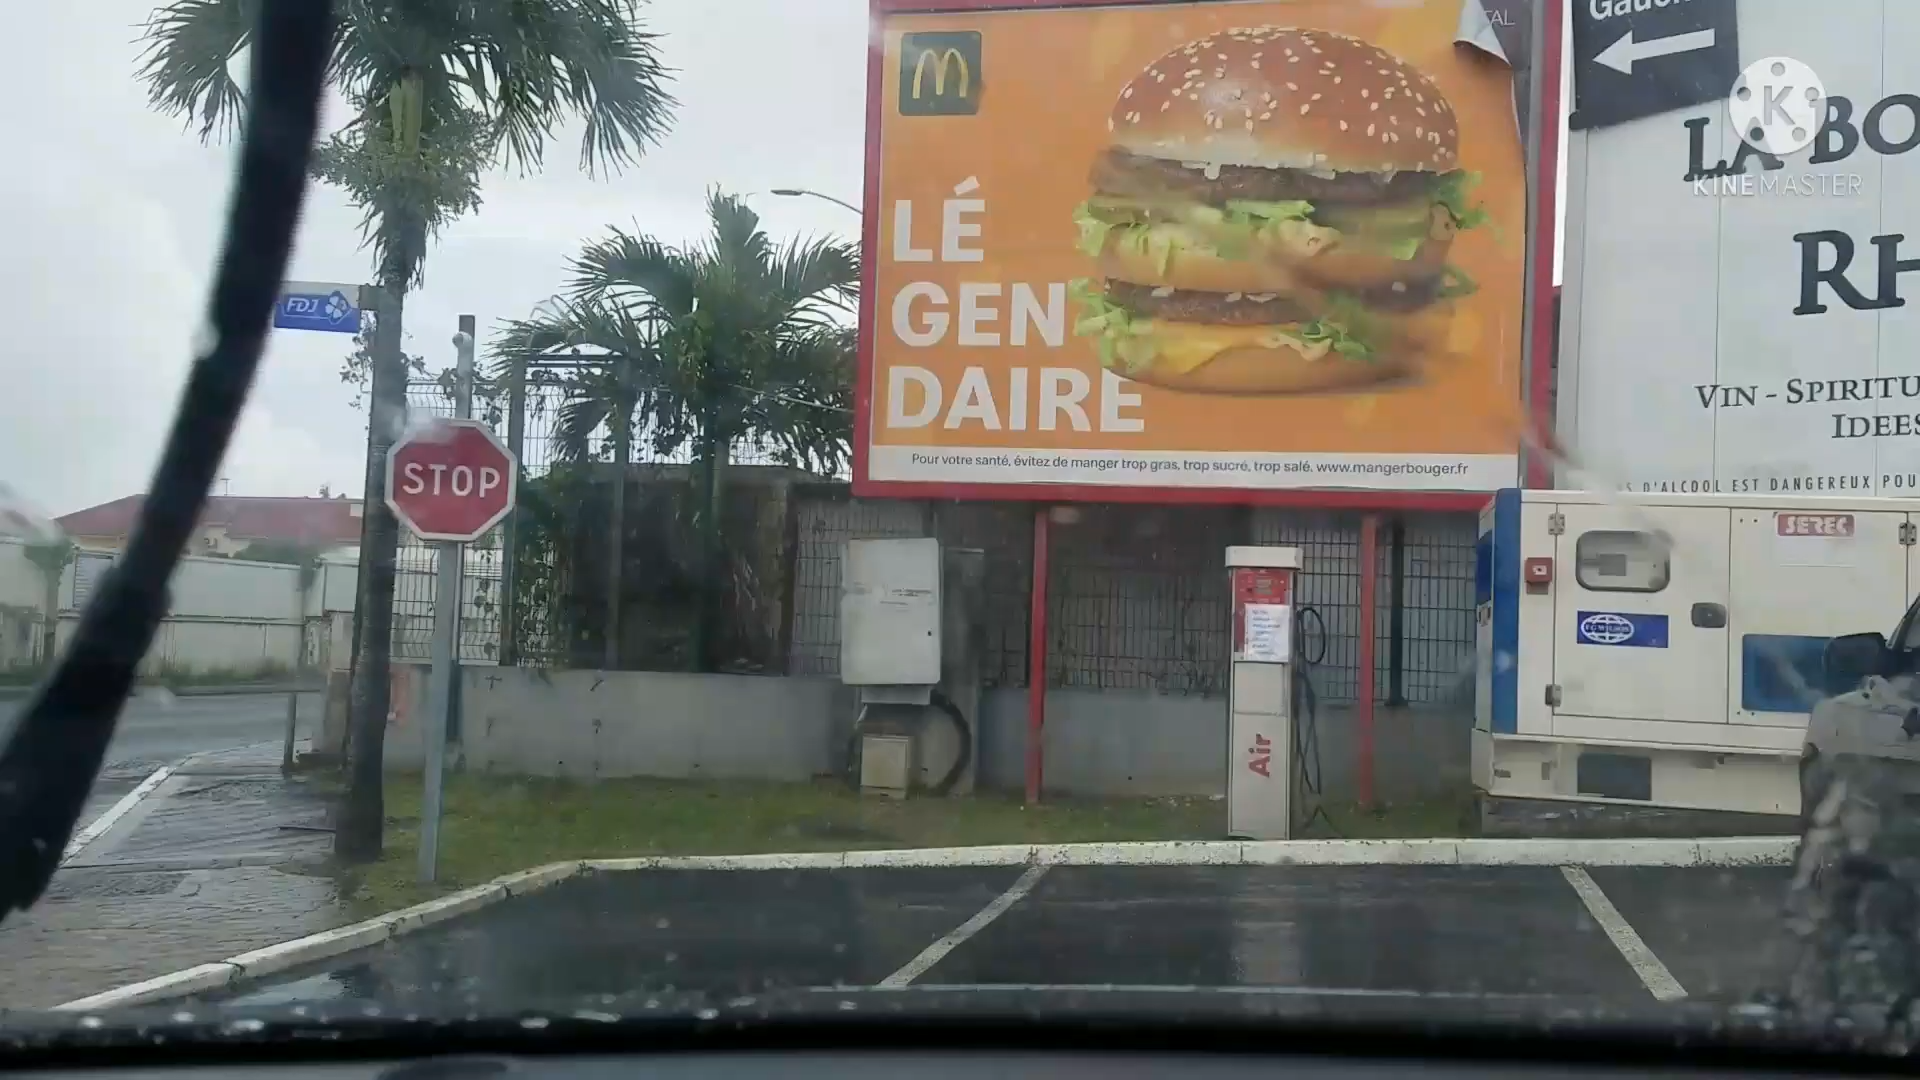 FDJ
STOP
LÉ
GEN
DAIRE
Pour votre santé, évitez de manger trop gras, trop sucré, trop salé. www.mangerbouger.fr
LA BO
RH
VIN - SPIRITU
IDEES
D'ALCOOL EST DANGEREUX POU
KINEMASTER
SEREC
Air